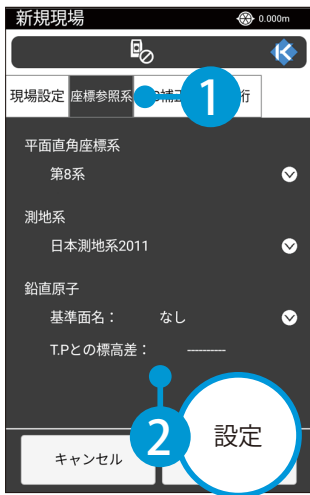 新規現場
0.000m
現場設定 座標参照系 補正 行
1
平面直角座標系
第8系
測地系
日本測地系2011
鉛直原子
基準面名： なし
T.Pとの標高差： ----------
2
設定
キャンセル